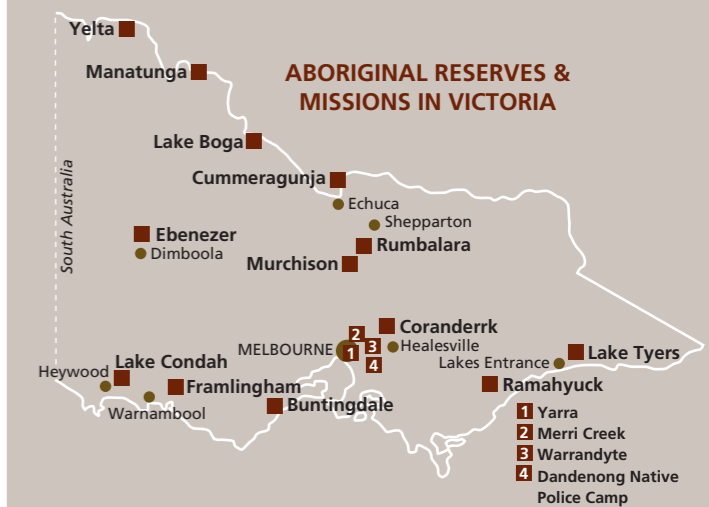 Yelta
Manatunga
ABORIGINAL RESERVES &
MISSIONS IN VICTORIA
Lake Boga
Cummeragunja
South Australia
Echuca
Shepparton
Ebenezer
Rumbalara
Dimboola
Murchison
Coranderrk
2
MELBOURNE
1
3
Healesville
4
Lakes Entrance
Lake Tyers
Heywood
Lake Condah
Framlingham
Ramahyuck
Warnambool
Buntingdale
1 Yarra
2 Merri Creek
3 Warrandyte
4 Dandenong Native
Police Camp